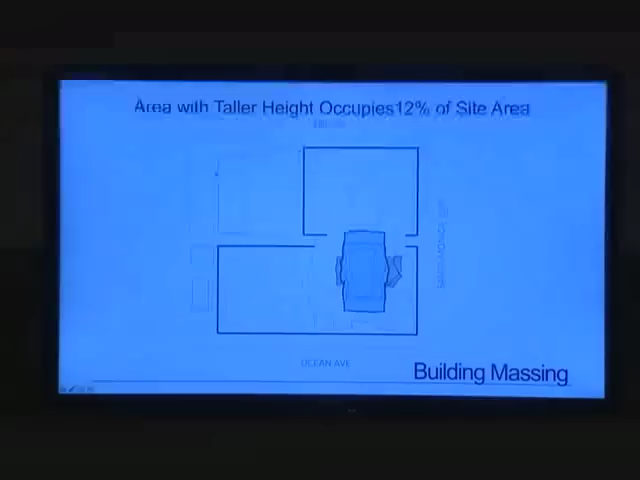 Area with Taller Height Occupies12% of Site Area
OCEAN AVE
Building Massing